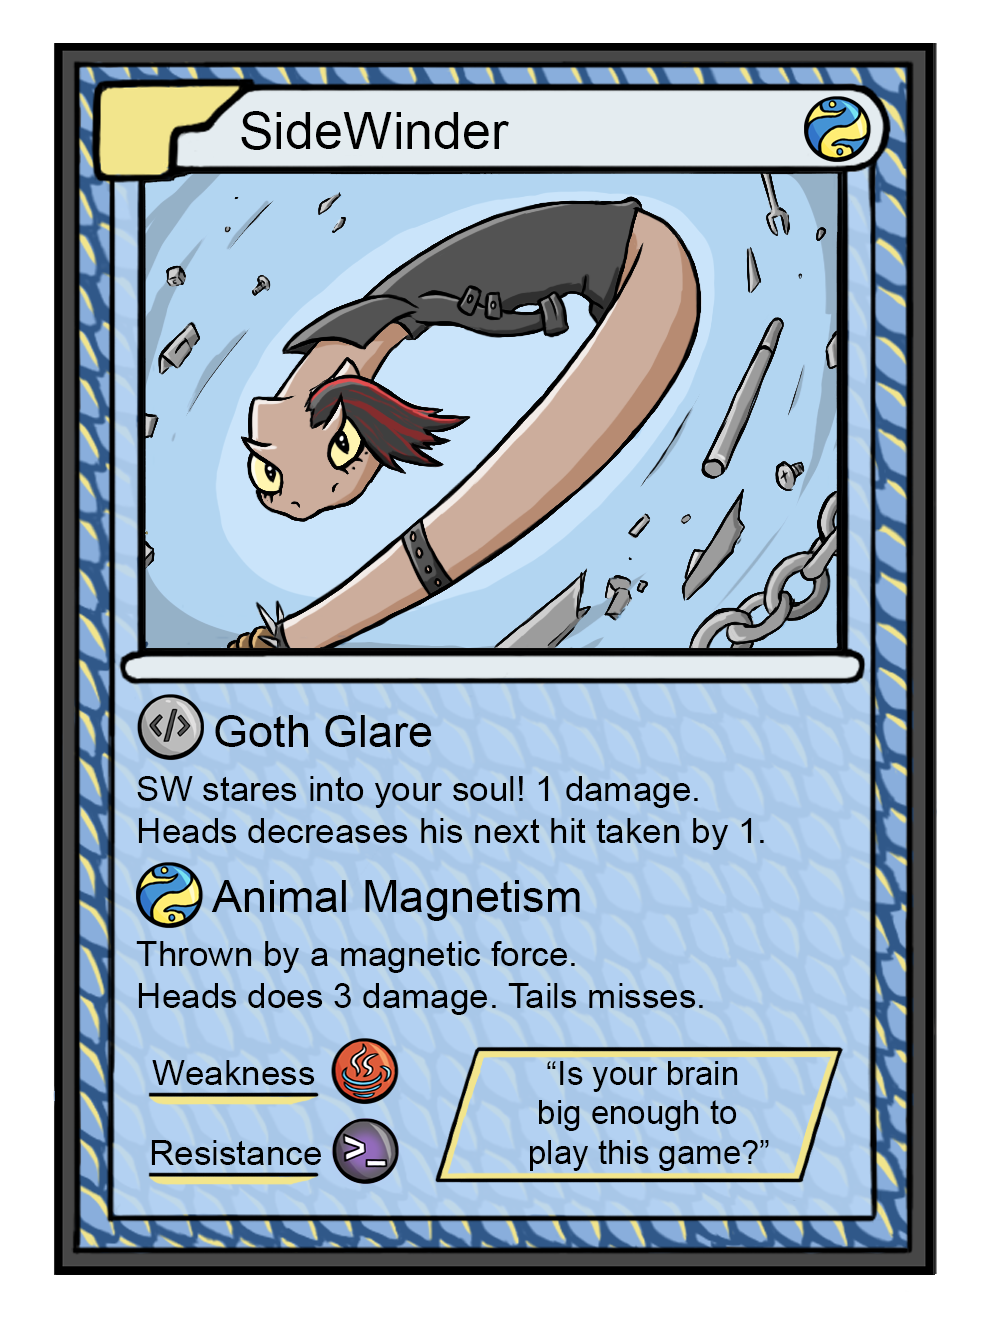 SideWinder
</> Goth Glare
SW stares into your soul! 1 damage.
Heads decreases his next hit taken by 1.
Animal Magnetism
Thrown by a magnetic force.
Heads does 3 damage. Tails misses.
Weakness
Resistance >_
“Is your brain
big enough to
play this game?”